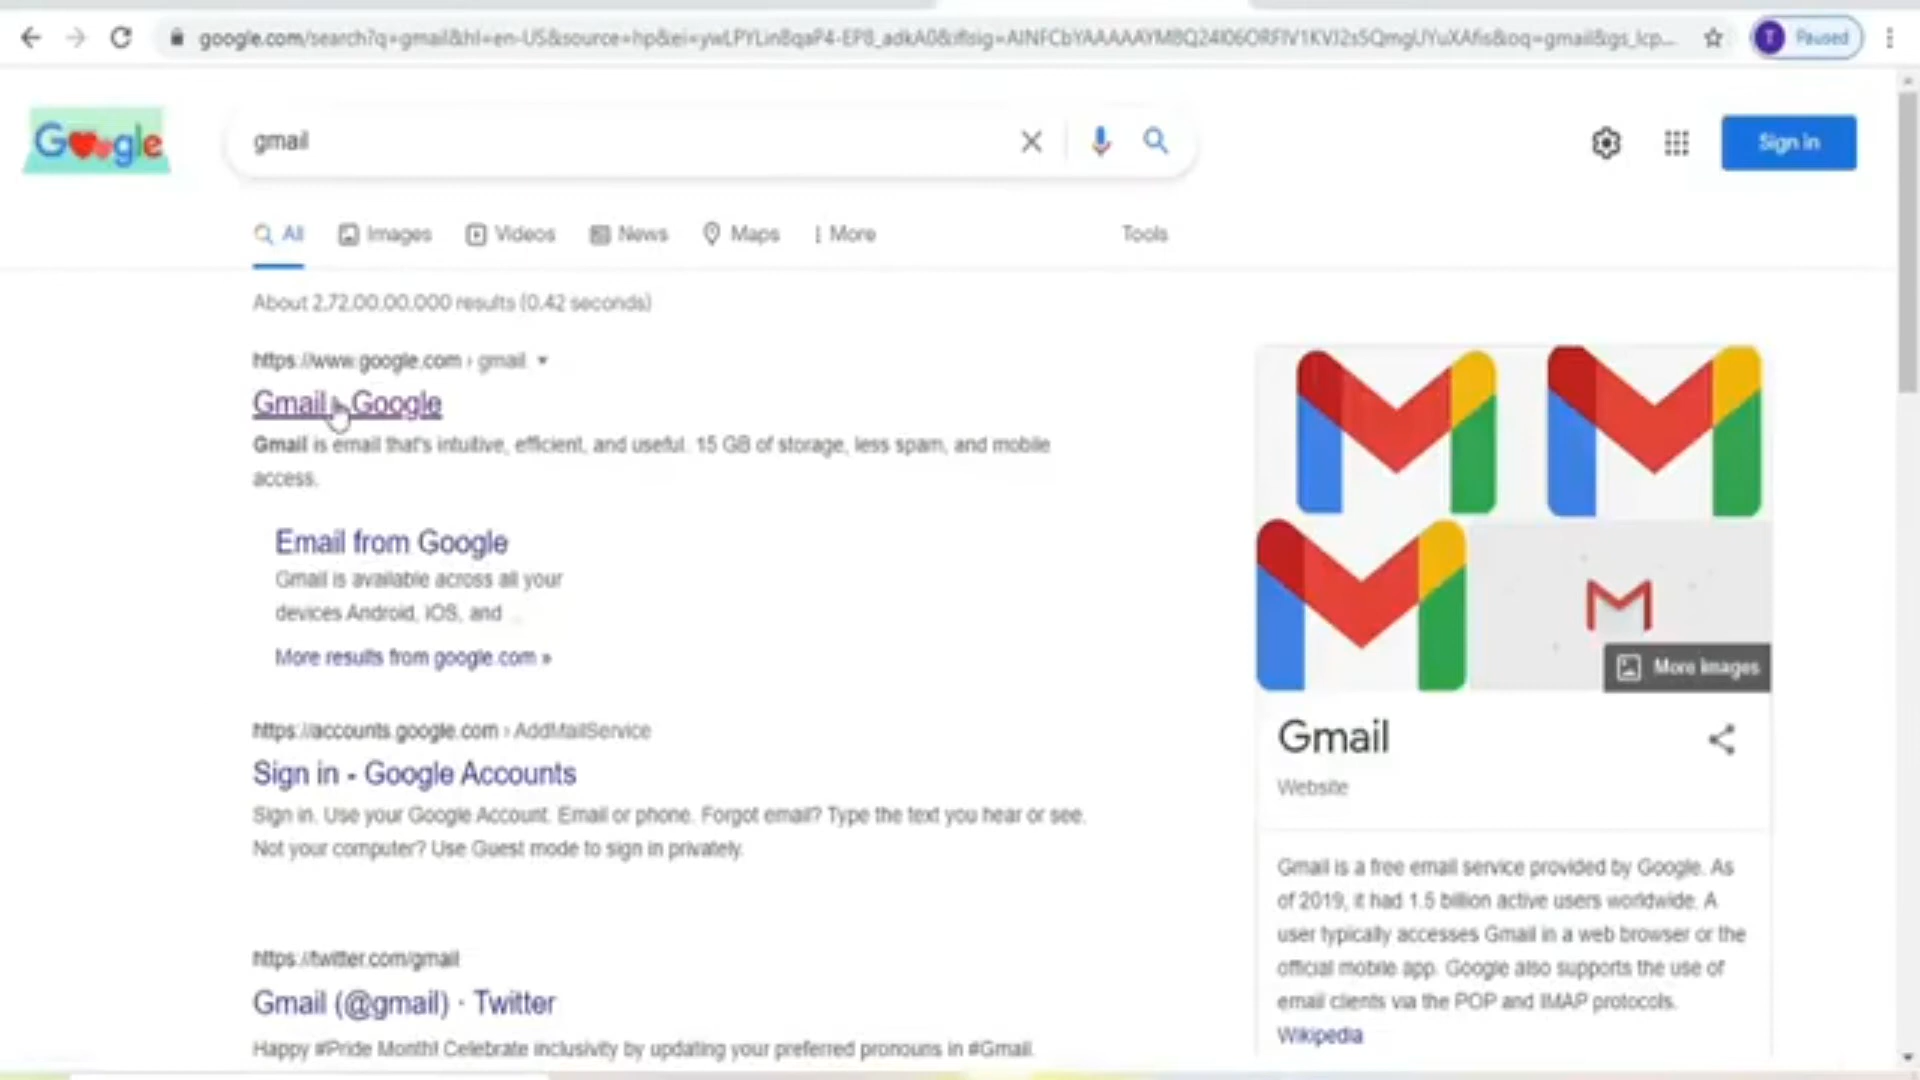 google.com/search?q=gmail&hl=en-US&source=hp&ei=
Paused
Google
gmail
Sign in
All
Images
Videos
News
Maps
More
Tools
About 2,72,00,00,000 results (0.42 seconds)
https://www.google.com › gmail
Gmail Google
Gmail is email that's intuitive, efficient, and useful. 15 GB of storage, less spam, and mobile
access.
Email from Google
Gmail is available across all your
devices Android, iOS, and
More results from google.com »
https://accounts.google.com › AddMailService
Sign in - Google Accounts
Sign in. Use your Google Account. Email or phone. Forgot email? Type the text you hear or see.
Not your computer? Use Guest mode to sign in privately.
https://twitter.com/gmail
Gmail (@gmail) · Twitter
Happy #Pride Month! Celebrate inclusivity by updating your preferred pronouns in #Gmail.
More images
Gmail
Website
Gmail is a free email service provided by Google. As
of 2019, it had 1.5 billion active users worldwide. A
user typically accesses Gmail in a web browser or the
official mobile app. Google also supports the use of
email clients via the POP and IMAP protocols.
Wikipedia